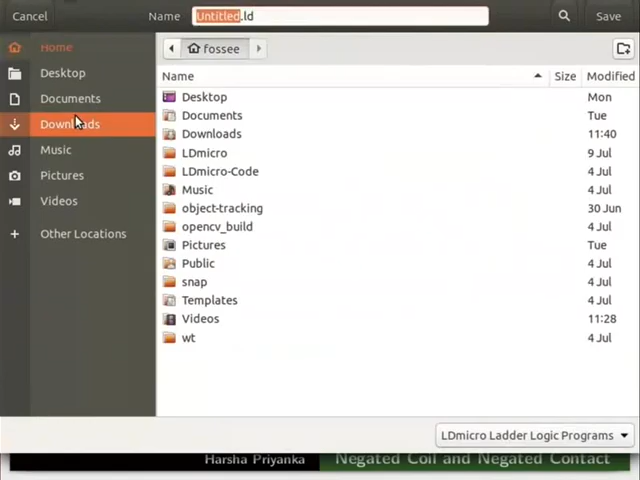 Cancel Name Untitled.ld Save
Home
fossee
Desktop
Documents
Downloads
Music
Pictures
Videos
Other Locations
Name Size Modified
Desktop Mon
Documents Tue
Downloads 11:40
LDmicro 9 Jul
LDmicro-Code 4 Jul
Music 4 Jul
object-tracking 30 Jun
opencv_build 4 Jul
Pictures Tue
Public 4 Jul
snap 4 Jul
Templates 4 Jul
Videos 11:28
wt 4 Jul
LDmicro Ladder Logic Programs
Harsha Priyanka Negated Coil and Negated Contact